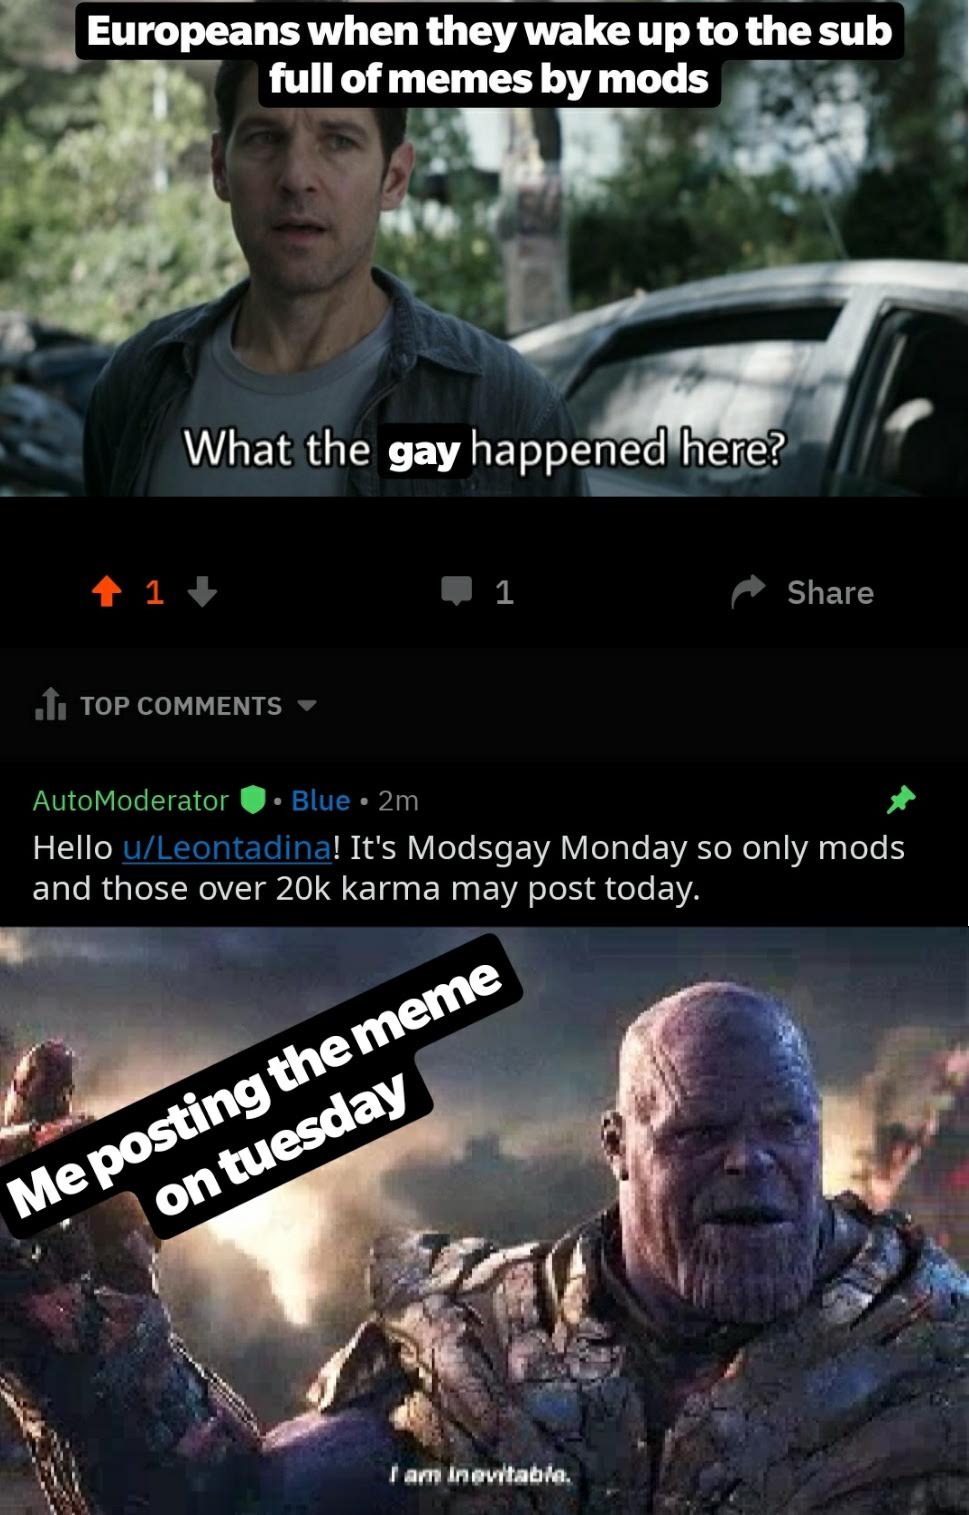 Europeans when they wake up to the sub
full of memes by mods
What the gay happened here?
1
1
Share
TOP COMMENTS
AutoModerator • Blue • 2m
Hello u/Leontadina! It's Modsgay Monday so only mods
and those over 20k karma may post today.
Me posting the meme
on tuesday
I am inevitable.